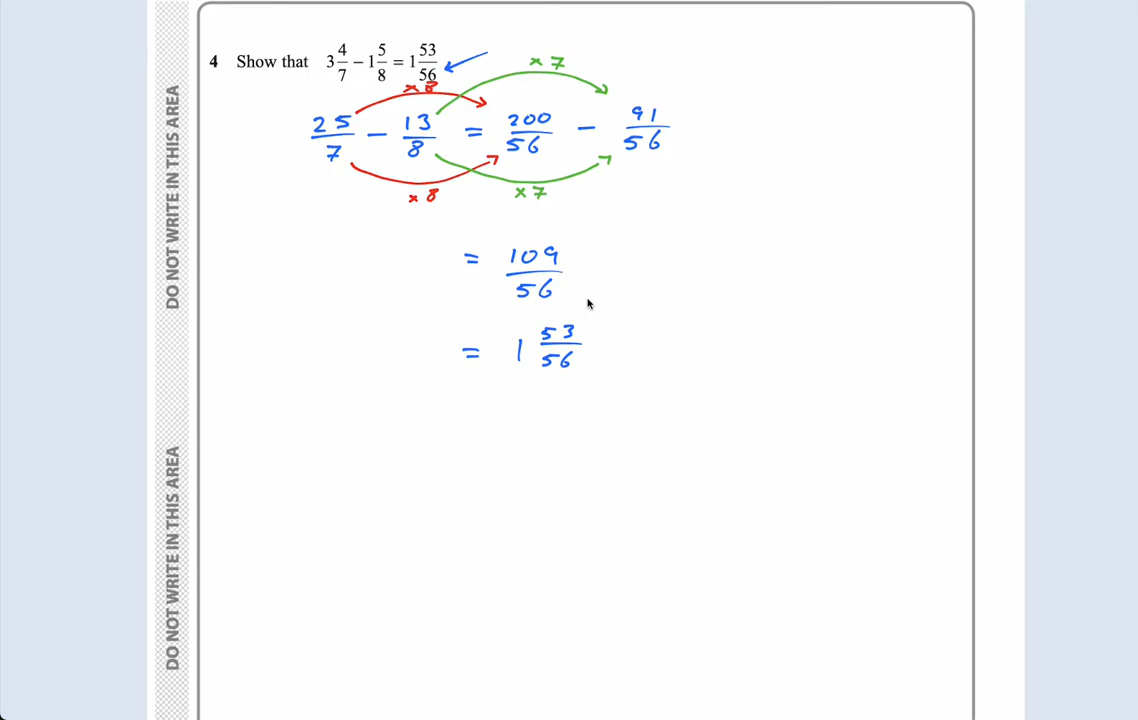 4 Show that 3 4/7 − 1 5/8 = 1 53/56
× 7
× 8
25/7 − 13/8 = 200/56 − 91/56
× 8 × 7
= 109/56
= 1 53/56
DO NOT WRITE IN THIS AREA
DO NOT WRITE IN THIS AREA